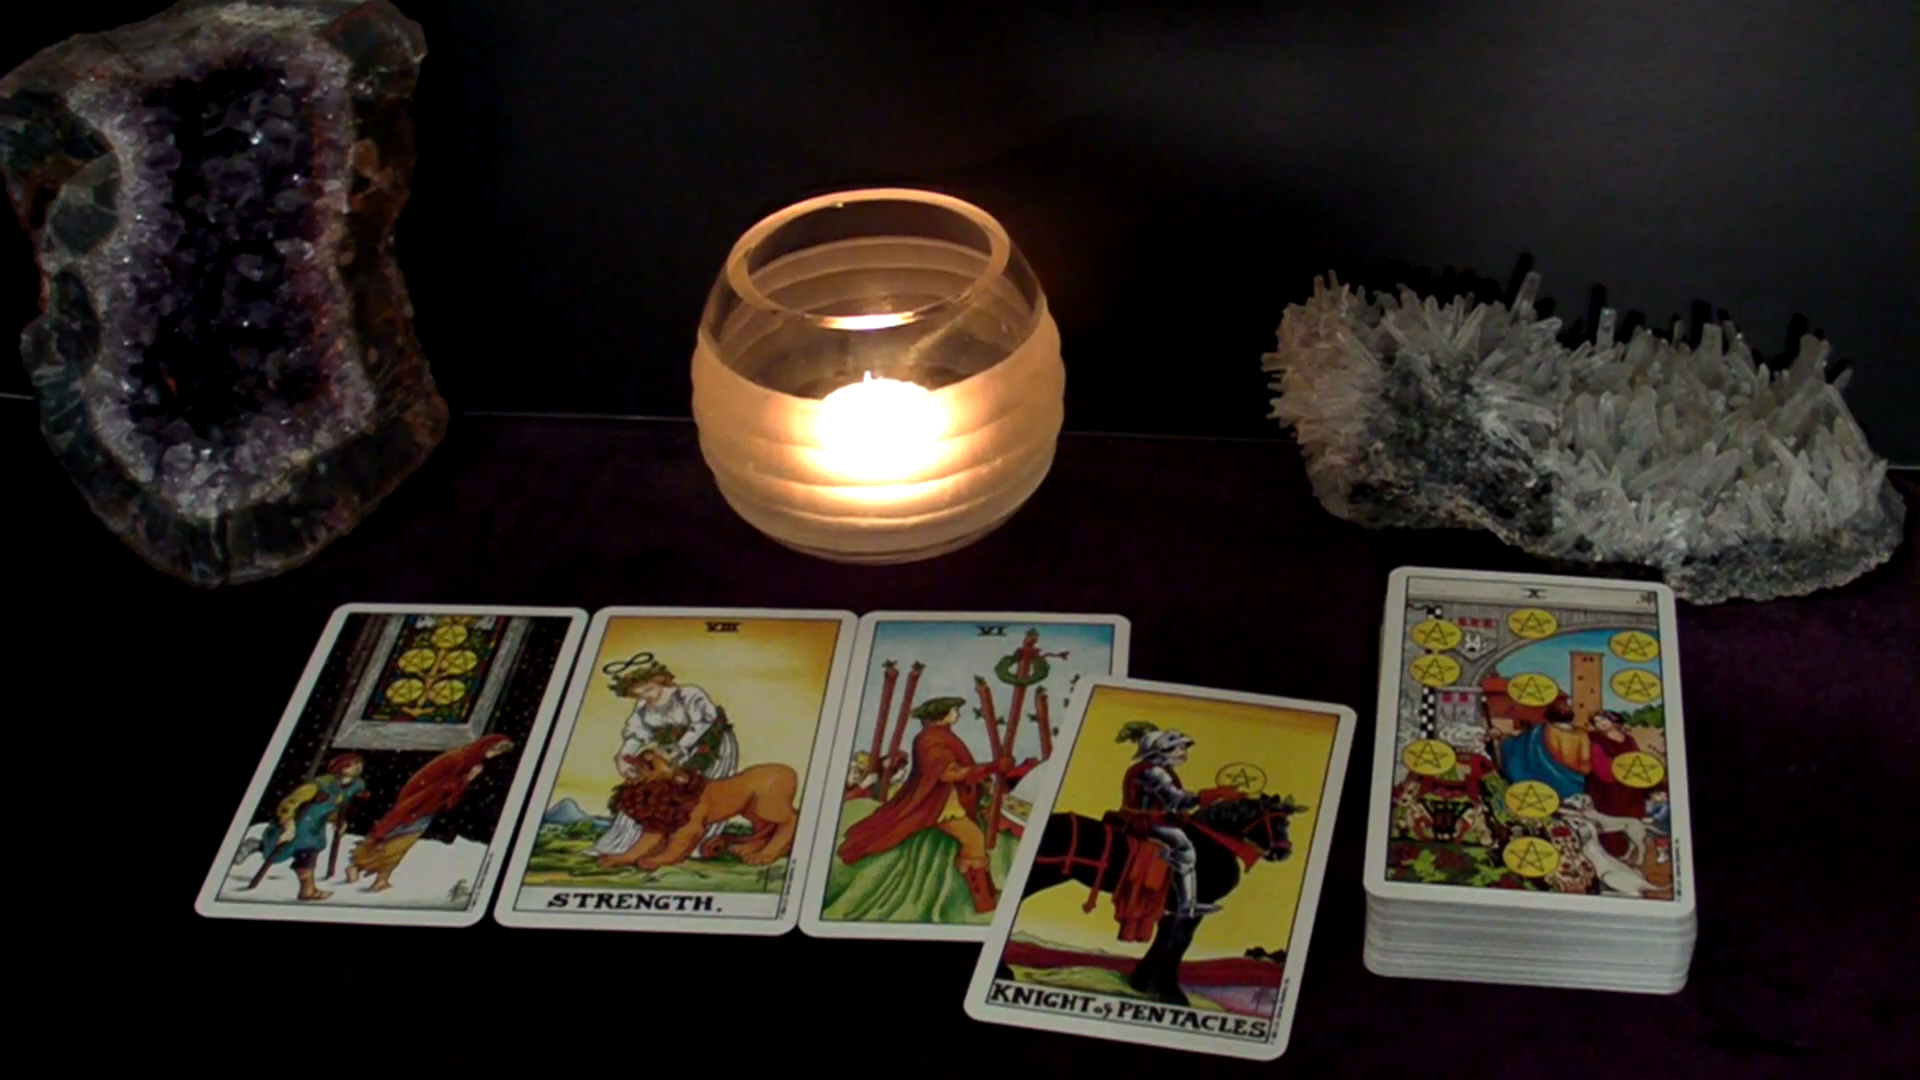 VIII
STRENGTH.
VI
KNIGHT of PENTACLES
X